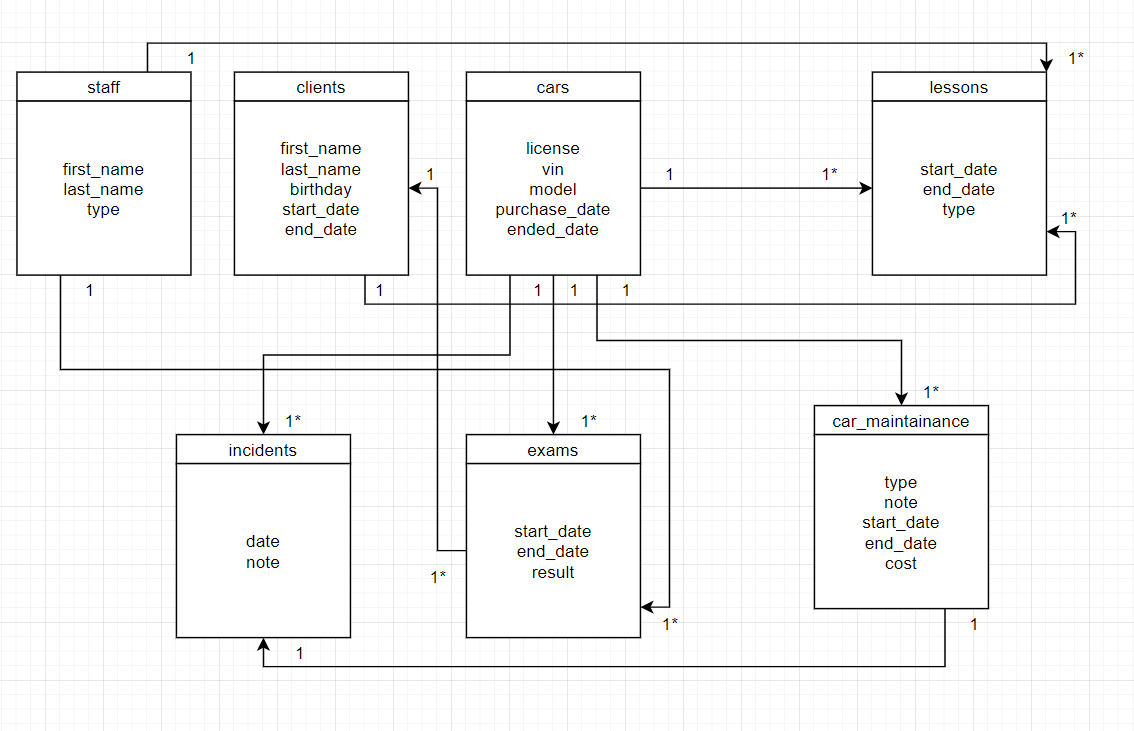 1
1*
staff
first_name
last_name
type
clients
first_name
last_name
birthday
start_date
end_date
cars
license
vin
model
purchase_date
ended_date
lessons
start_date
end_date
type
1
1
1*
1*
1
1
1
1
1
1*
1*
1*
incidents
date
note
exams
start_date
end_date
result
car_maintainance
type
note
start_date
end_date
cost
1*
1*
1
1